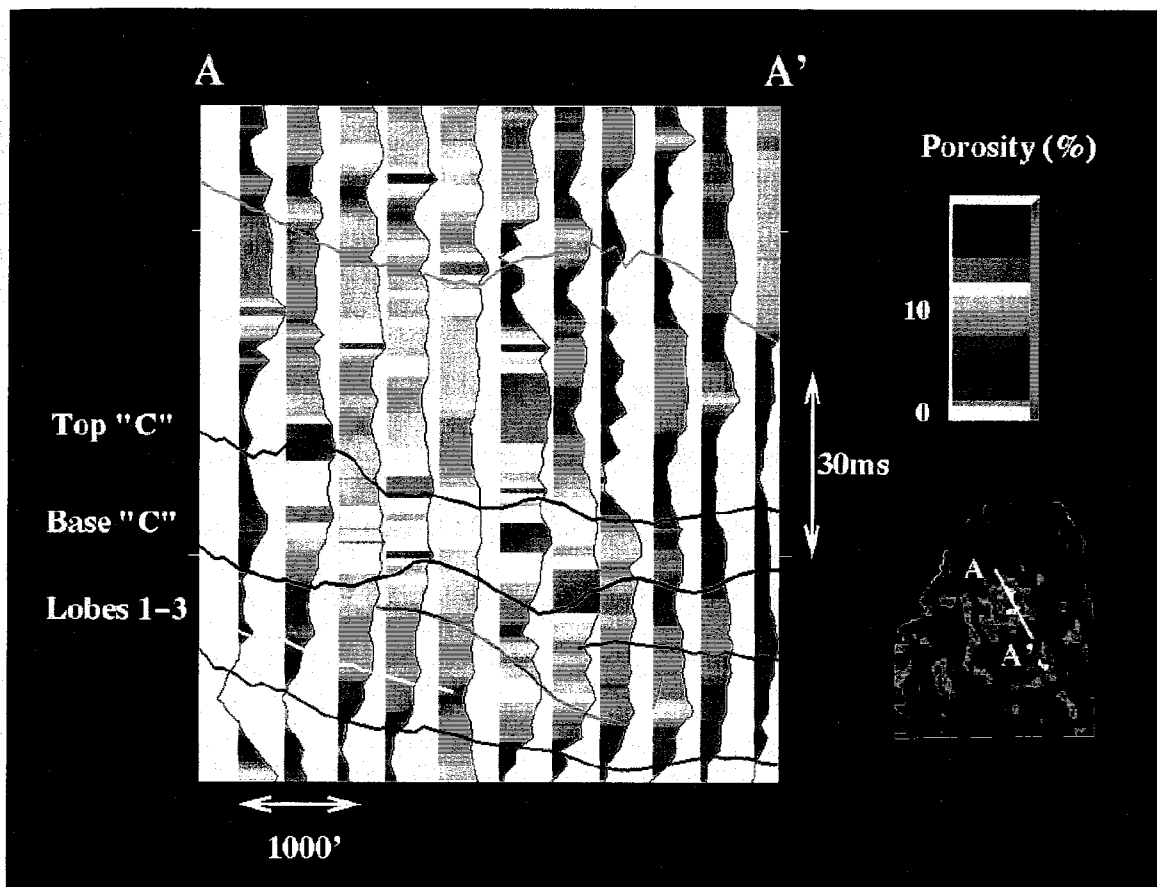 A A'
Porosity (%)
10
0
Top "C"
30ms
Base "C"
Lobes 1-3
A
A'
1000'